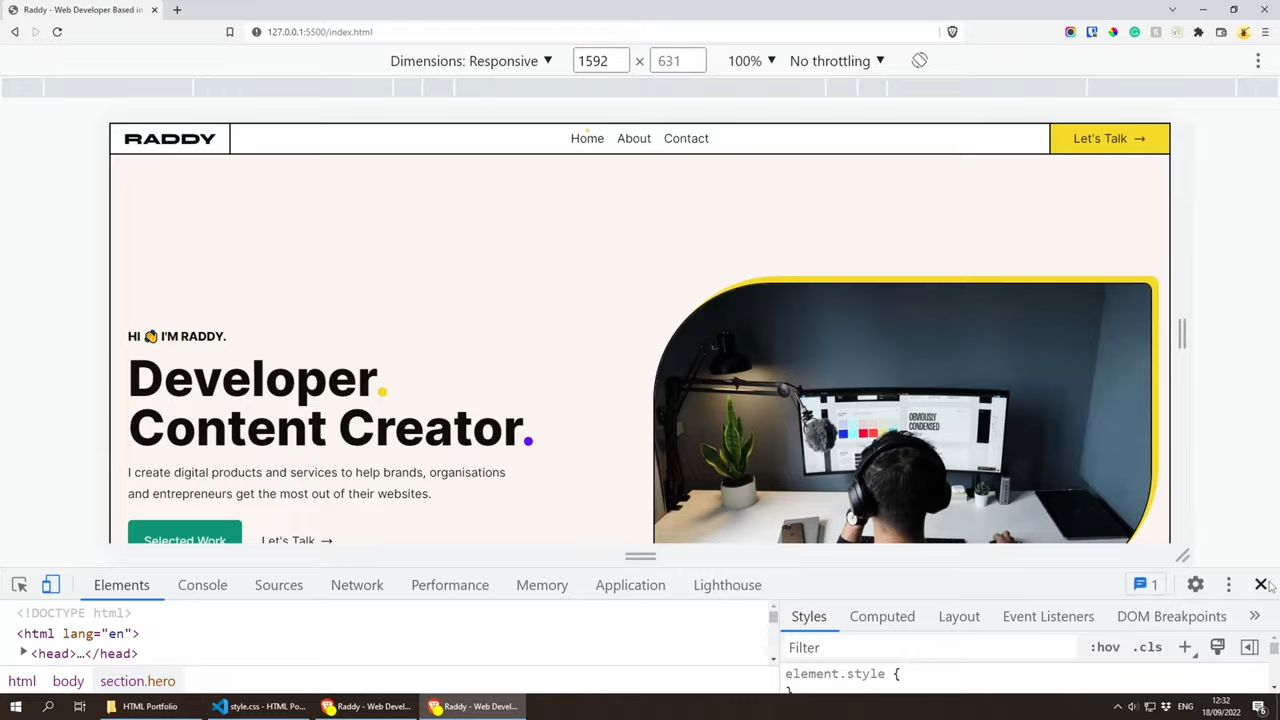 Raddy - Web Developer Based in
127.0.0.1:5500/index.html
Dimensions: Responsive ▼ 1592 × 631 100% ▼ No throttling ▼
RADDY
Home About Contact
Let's Talk →
HI 👋 I'M RADDY.
Developer.
Content Creator.
I create digital products and services to help brands, organisations
and entrepreneurs get the most out of their websites.
Selected Work
Let's Talk →
OBVIOUSLY
CONDENSED
Elements Console Sources Network Performance Memory Application Lighthouse
1
<!DOCTYPE html>
<html lang="en">
<head>…</head>
html body section.hero
Styles Computed Layout Event Listeners DOM Breakpoints »
Filter
:hov .cls
element.style {
}
HTML Portfolio
style.css - HTML Po...
Raddy - Web Devel...
Raddy - Web Devel...
ENG
12:32
18/09/2022
6